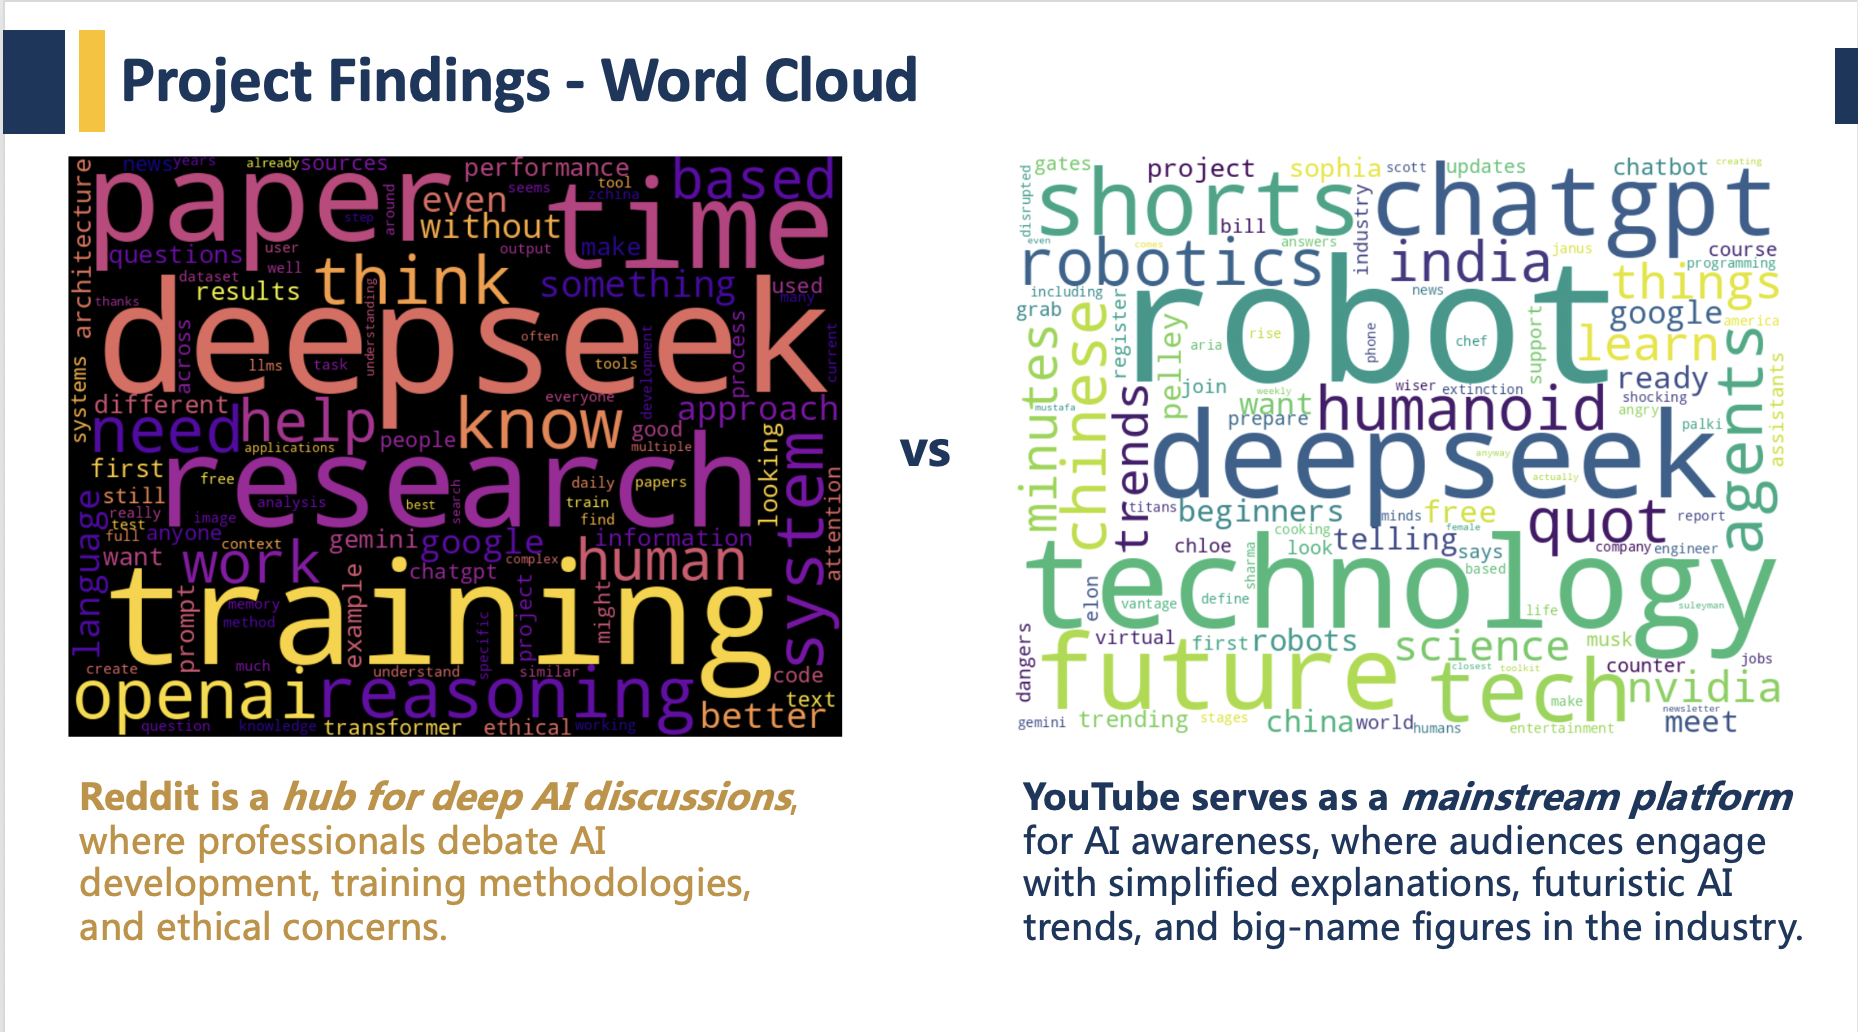 Project Findings - Word Cloud
news years already sources performance based
paper even seems tool zchina time
architecture step around without
questions user output make
dataset well think something used
thanks results understanding many
deepseek
across llms task often tools development process current
systems different everyone approach
need help people know good
applications multiple looking
first research system
free daily papers
still analysis best search train
language really image find attention
test
full anyone gemini google information
want work context chatgpt complex human
training
prompt memory example project might
method specific
create much understand similar code
openai reasoning text
better
question knowledge transformer ethical working
vs
gates project sophia scott updates chatbot creating
disrupted shorts industry chatgpt
even bill answers janus course
robotics comes india programming
including news things
grab register robot google america
minutes chinese pelley aria rise phone chef support learn
join wiser extinction ready agents assistants
mustafa trends weekly want humanoid shocking
prepare angry
deepseek palki
anyway
actually
titans beginners minds free quot report
cooking female
chloe look telling says company engineer
sharma based
technology
elon vantage define life suleyman
dangers virtual first robots science musk
future closest toolkit counter jobs
tech nvidia
make newsletter
gemini trending stages china world humans entertainment meet
Reddit is a hub for deep AI discussions,
where professionals debate AI
development, training methodologies,
and ethical concerns.
YouTube serves as a mainstream platform
for AI awareness, where audiences engage
with simplified explanations, futuristic AI
trends, and big-name figures in the industry.